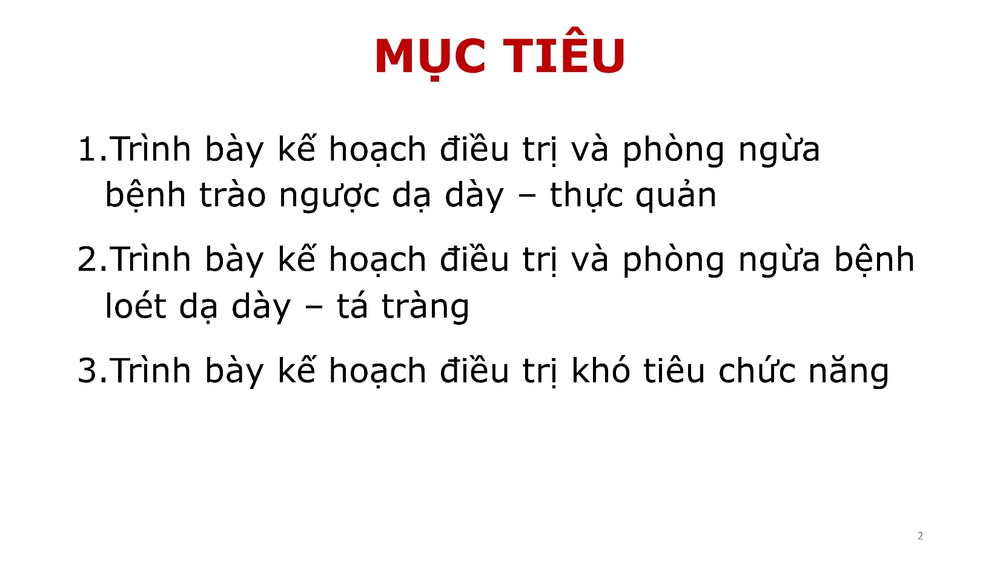 MỤC TIÊU
1.Trình bày kế hoạch điều trị và phòng ngừa
bệnh trào ngược dạ dày – thực quản
2.Trình bày kế hoạch điều trị và phòng ngừa bệnh
loét dạ dày – tá tràng
3.Trình bày kế hoạch điều trị khó tiêu chức năng
2